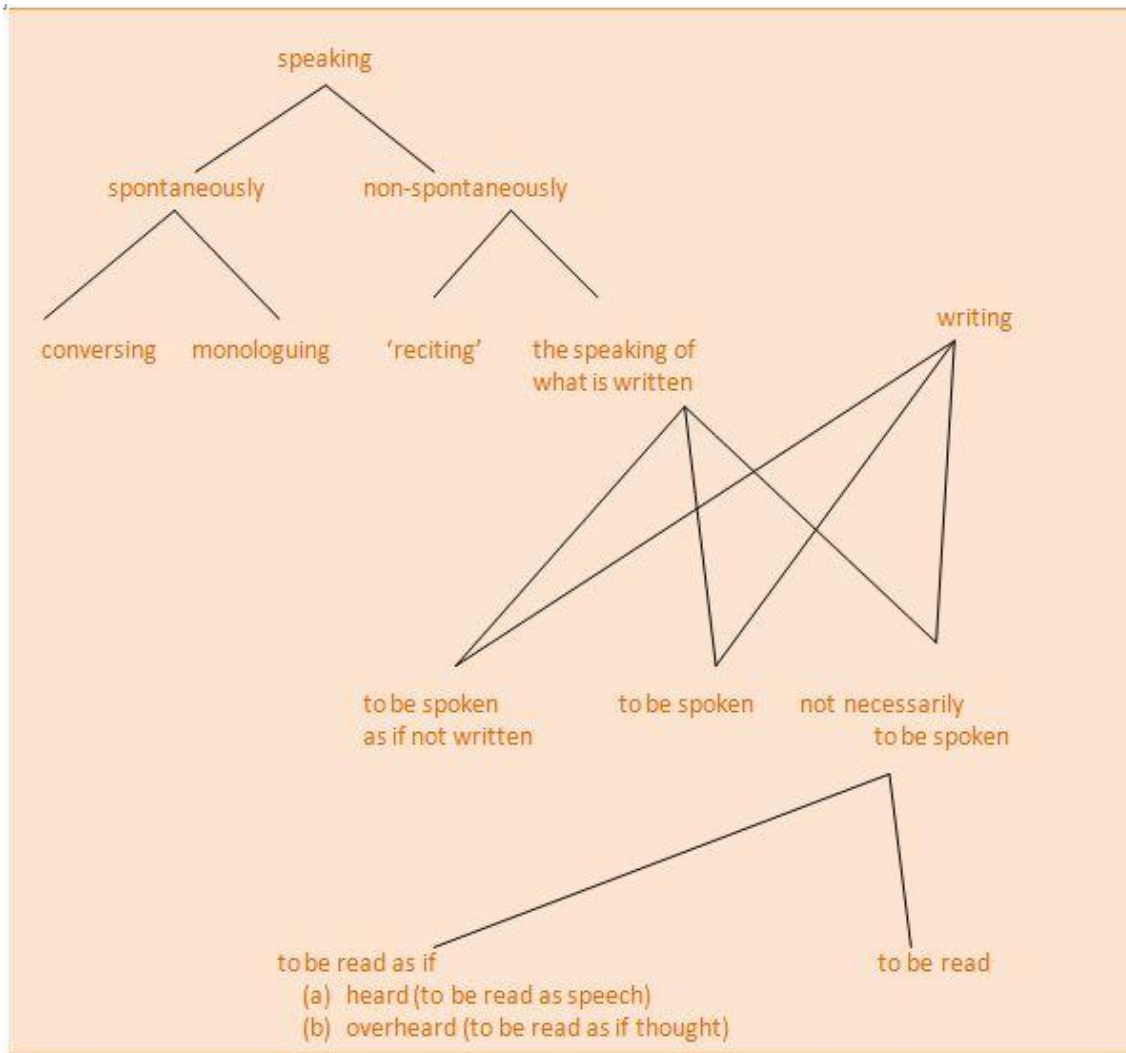 speaking
spontaneously non-spontaneously
writing
conversing monologuing ‘reciting’ the speaking of
what is written
to be spoken to be spoken not necessarily
as if not written to be spoken
to be read as if to be read
(a) heard (to be read as speech)
(b) overheard (to be read as if thought)